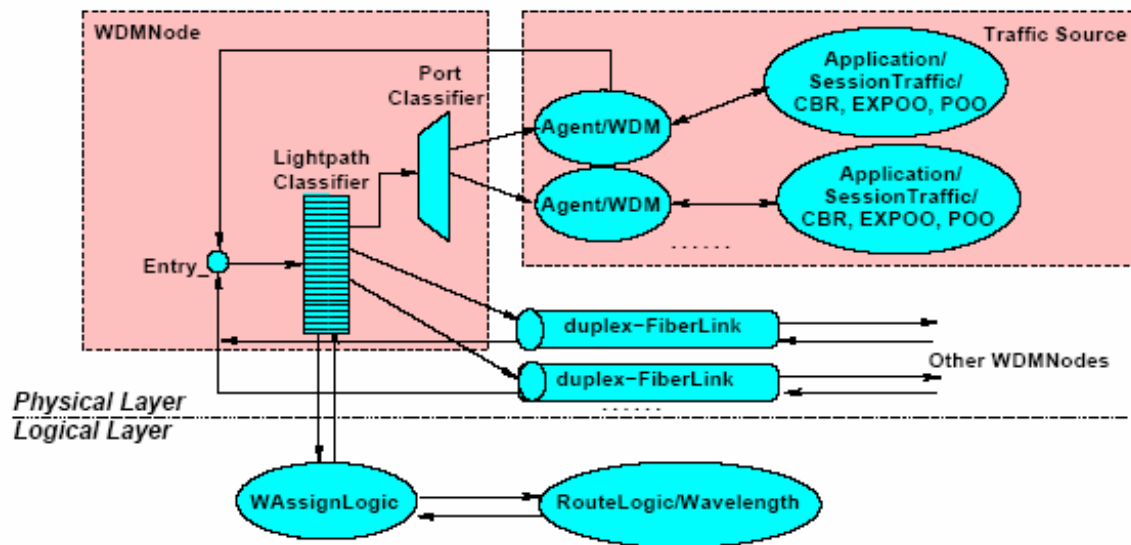 WDMNode
Traffic Source
Port
Classifier
Application/
SessionTraffic/
CBR, EXPOO, POO
Agent/WDM
Lightpath
Classifier
Application/
SessionTraffic/
CBR, EXPOO, POO
Agent/WDM
......
Entry_
duplex-FiberLink
Other WDMNodes
duplex-FiberLink
......
Physical Layer
Logical Layer
WAssignLogic
RouteLogic/Wavelength